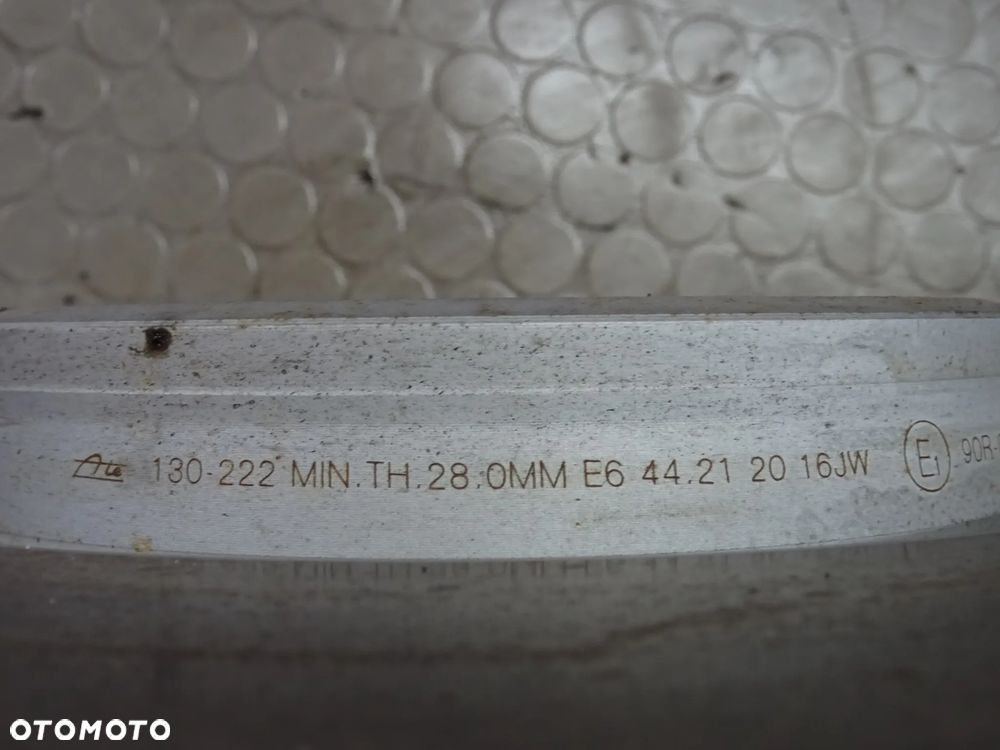 Ate 130-222 MIN.TH.28.0MM E6 44.21 20 16JW E1 90R-
OTOMOTO